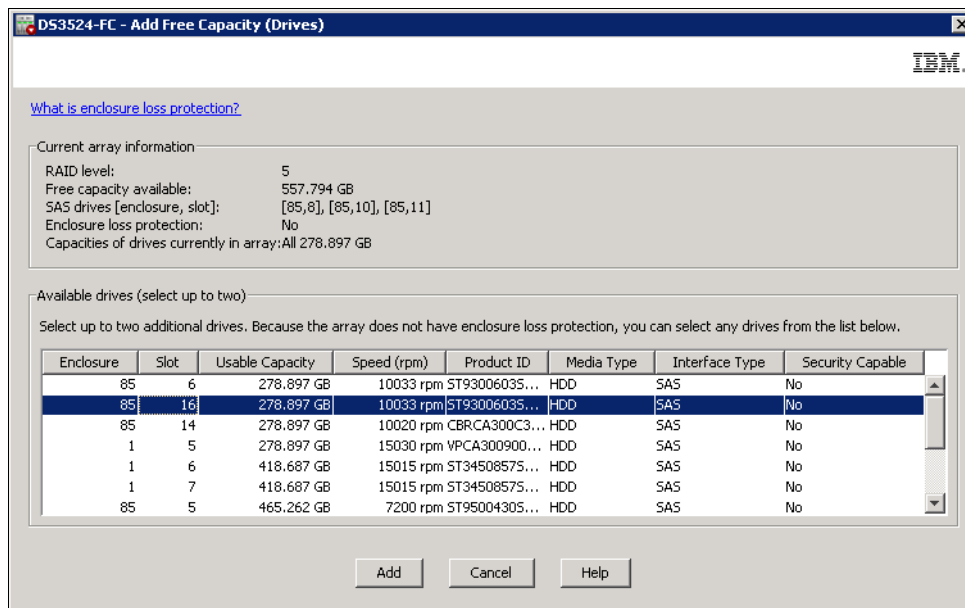 DS3524-FC - Add Free Capacity (Drives)
IBM.
What is enclosure loss protection?
Current array information
RAID level: 5
Free capacity available: 557.794 GB
SAS drives [enclosure, slot]: [85,8], [85,10], [85,11]
Enclosure loss protection: No
Capacities of drives currently in array:All 278.897 GB
Available drives (select up to two)
Select up to two additional drives. Because the array does not have enclosure loss protection, you can select any drives from the list below.
Enclosure Slot Usable Capacity Speed (rpm) Product ID Media Type Interface Type Security Capable
85 6 278.897 GB 10033 rpm ST9300603S... HDD SAS No
85 16 278.897 GB 10033 rpm ST9300603S... HDD SAS No
85 14 278.897 GB 10020 rpm CBRCA300C3... HDD SAS No
1 5 278.897 GB 15030 rpm VPCA300900... HDD SAS No
1 6 418.687 GB 15015 rpm ST3450857S... HDD SAS No
1 7 418.687 GB 15015 rpm ST3450857S... HDD SAS No
85 5 465.262 GB 7200 rpm ST9500430S... HDD SAS No
Add Cancel Help